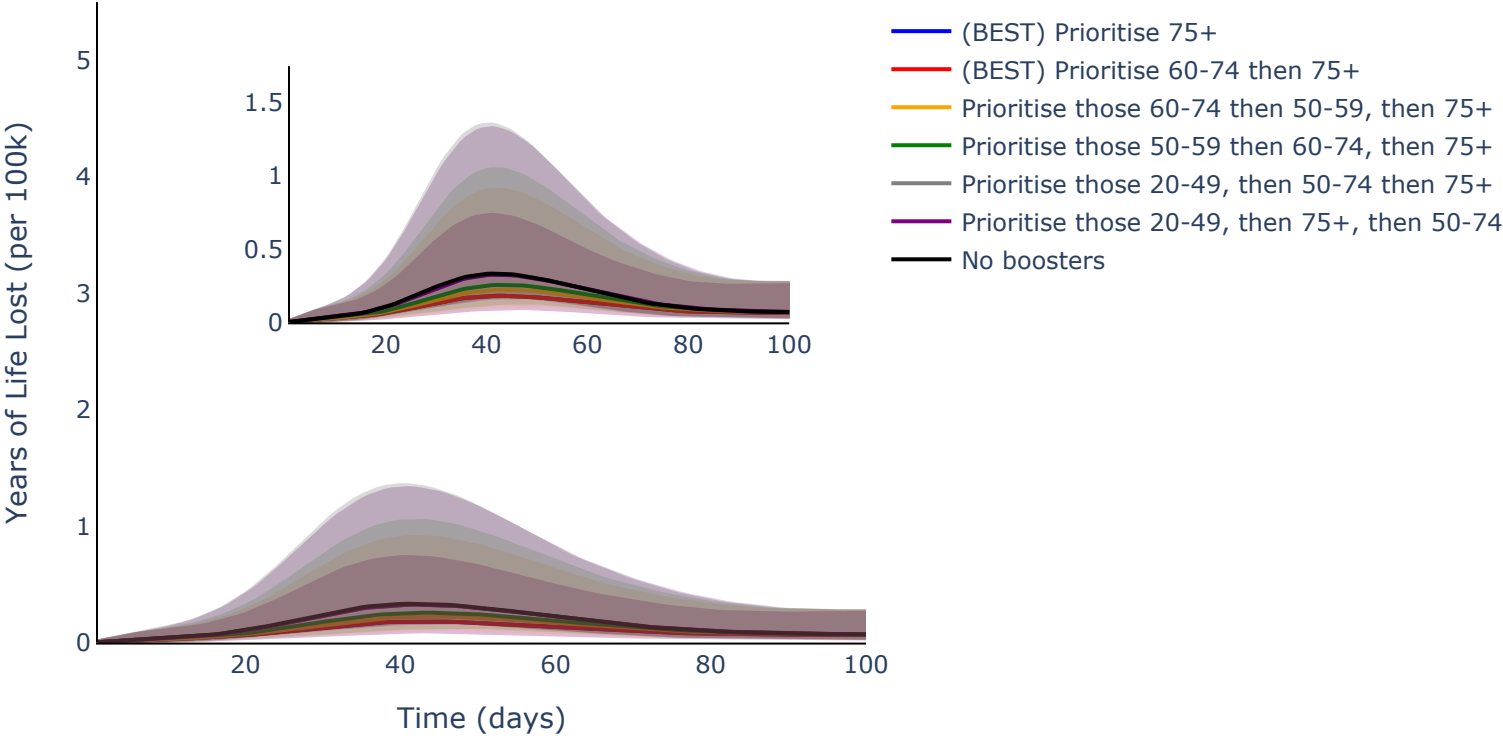 Years of Life Lost (per 100k)
5
4
3
2
1
0
20
40
60
80
100
Time (days)
1.5
1
0.5
0
20
40
60
80
100
(BEST) Prioritise 75+
(BEST) Prioritise 60-74 then 75+
Prioritise those 60-74 then 50-59, then 75+
Prioritise those 50-59 then 60-74, then 75+
Prioritise those 20-49, then 50-74 then 75+
Prioritise those 20-49, then 75+, then 50-74
No boosters